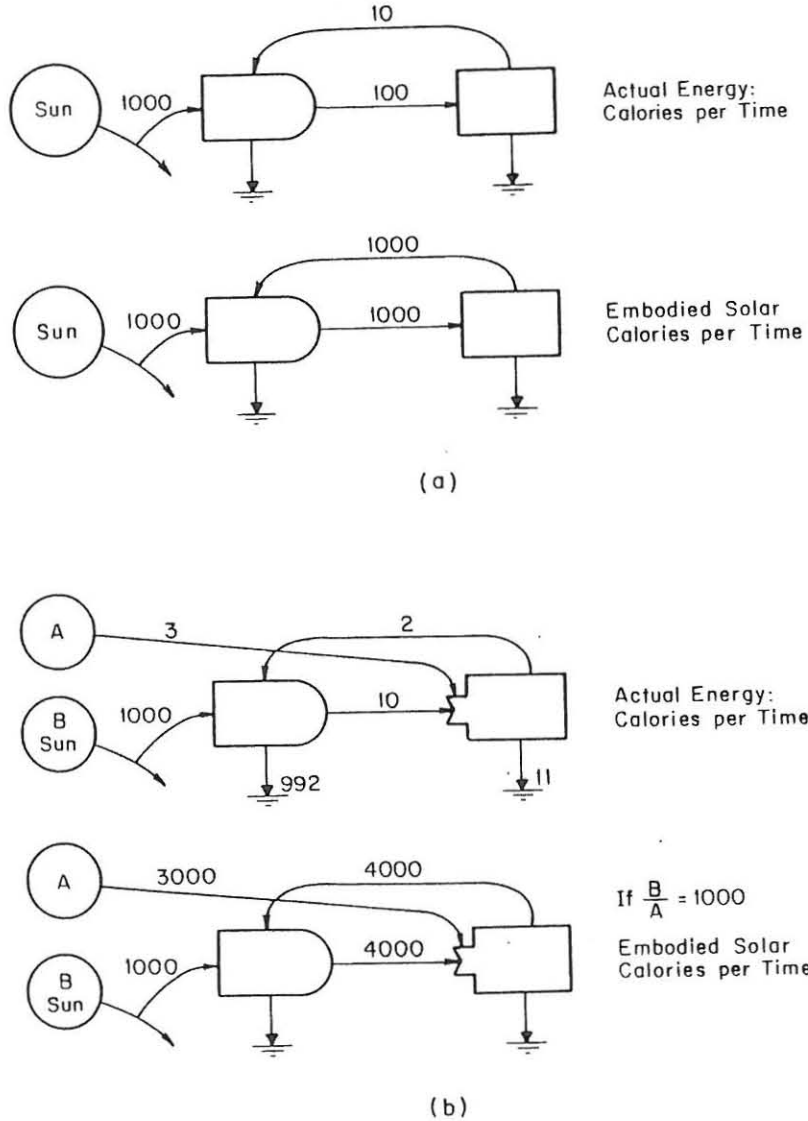 10
Sun
1000
100
Actual Energy:
Calories per Time
1000
Sun
1000
1000
Embodied Solar
Calories per Time
(a)
A
3
2
B
Sun
1000
10
Actual Energy:
Calories per Time
992
11
A
3000
4000
If B/A = 1000
B
Sun
1000
4000
Embodied Solar
Calories per Time
(b)